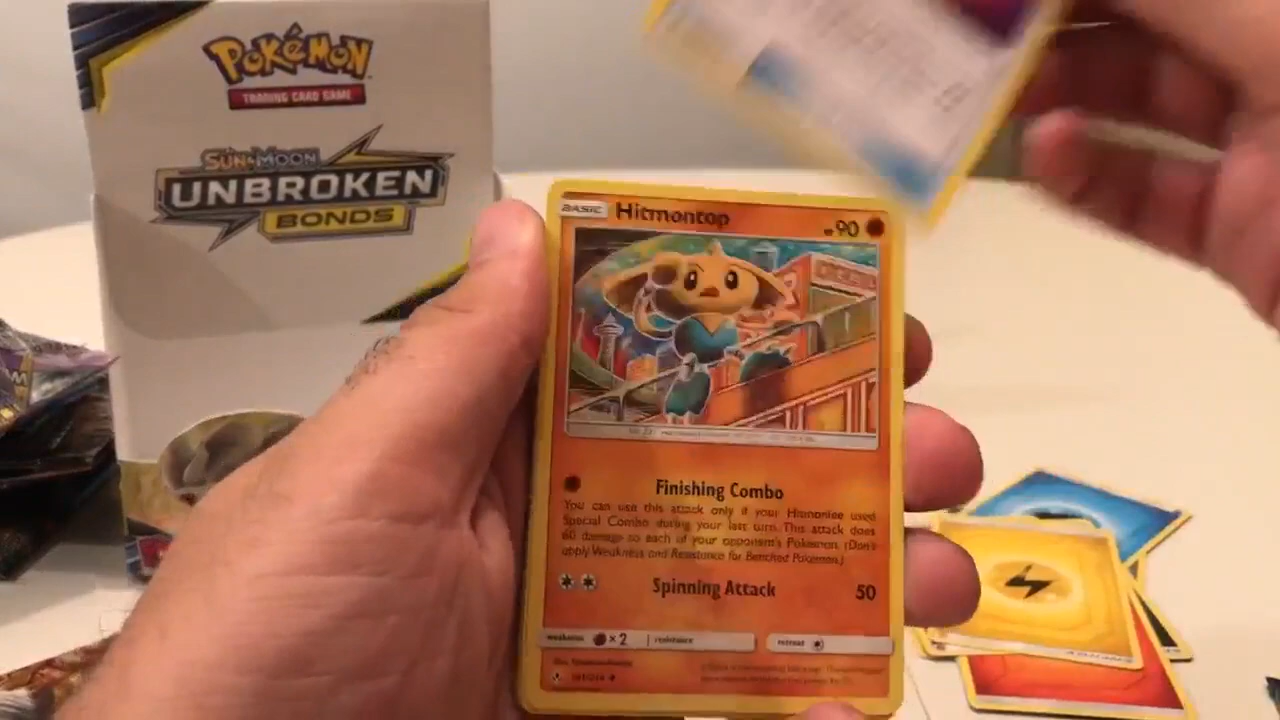 POKéMON
TRADING CARD GAME
SUN & MOON
UNBROKEN
BONDS
BASIC
Hitmontop
90
Finishing Combo
You can use this attack only if your Hitmonlee used
Special Combo during your last turn. This attack does
60 damage to each of your opponent's Pokémon. (Don't
apply Weakness and Resistance for Benched Pokémon.)
Spinning Attack 50
weakness ×2 resistance retreat